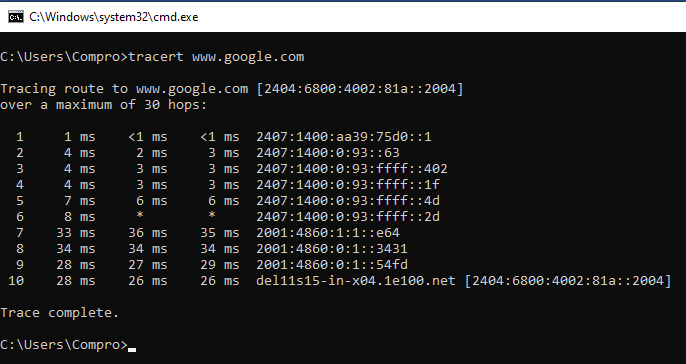 C:\Windows\system32\cmd.exe
C:\Users\Compro>tracert www.google.com
Tracing route to www.google.com [2404:6800:4002:81a::2004]
over a maximum of 30 hops:
1 1 ms <1 ms <1 ms 2407:1400:aa39:75d0::1
2 4 ms 2 ms 3 ms 2407:1400:0:93::63
3 4 ms 3 ms 3 ms 2407:1400:0:93:ffff::402
4 4 ms 3 ms 3 ms 2407:1400:0:93:ffff::1f
5 7 ms 6 ms 6 ms 2407:1400:0:93:ffff::4d
6 8 ms * * 2407:1400:0:93:ffff::2d
7 33 ms 36 ms 35 ms 2001:4860:1:1::e64
8 34 ms 34 ms 34 ms 2001:4860:0:1::3431
9 28 ms 27 ms 29 ms 2001:4860:0:1::54fd
10 28 ms 26 ms 26 ms del11s15-in-x04.1e100.net [2404:6800:4002:81a::2004]
Trace complete.
C:\Users\Compro>